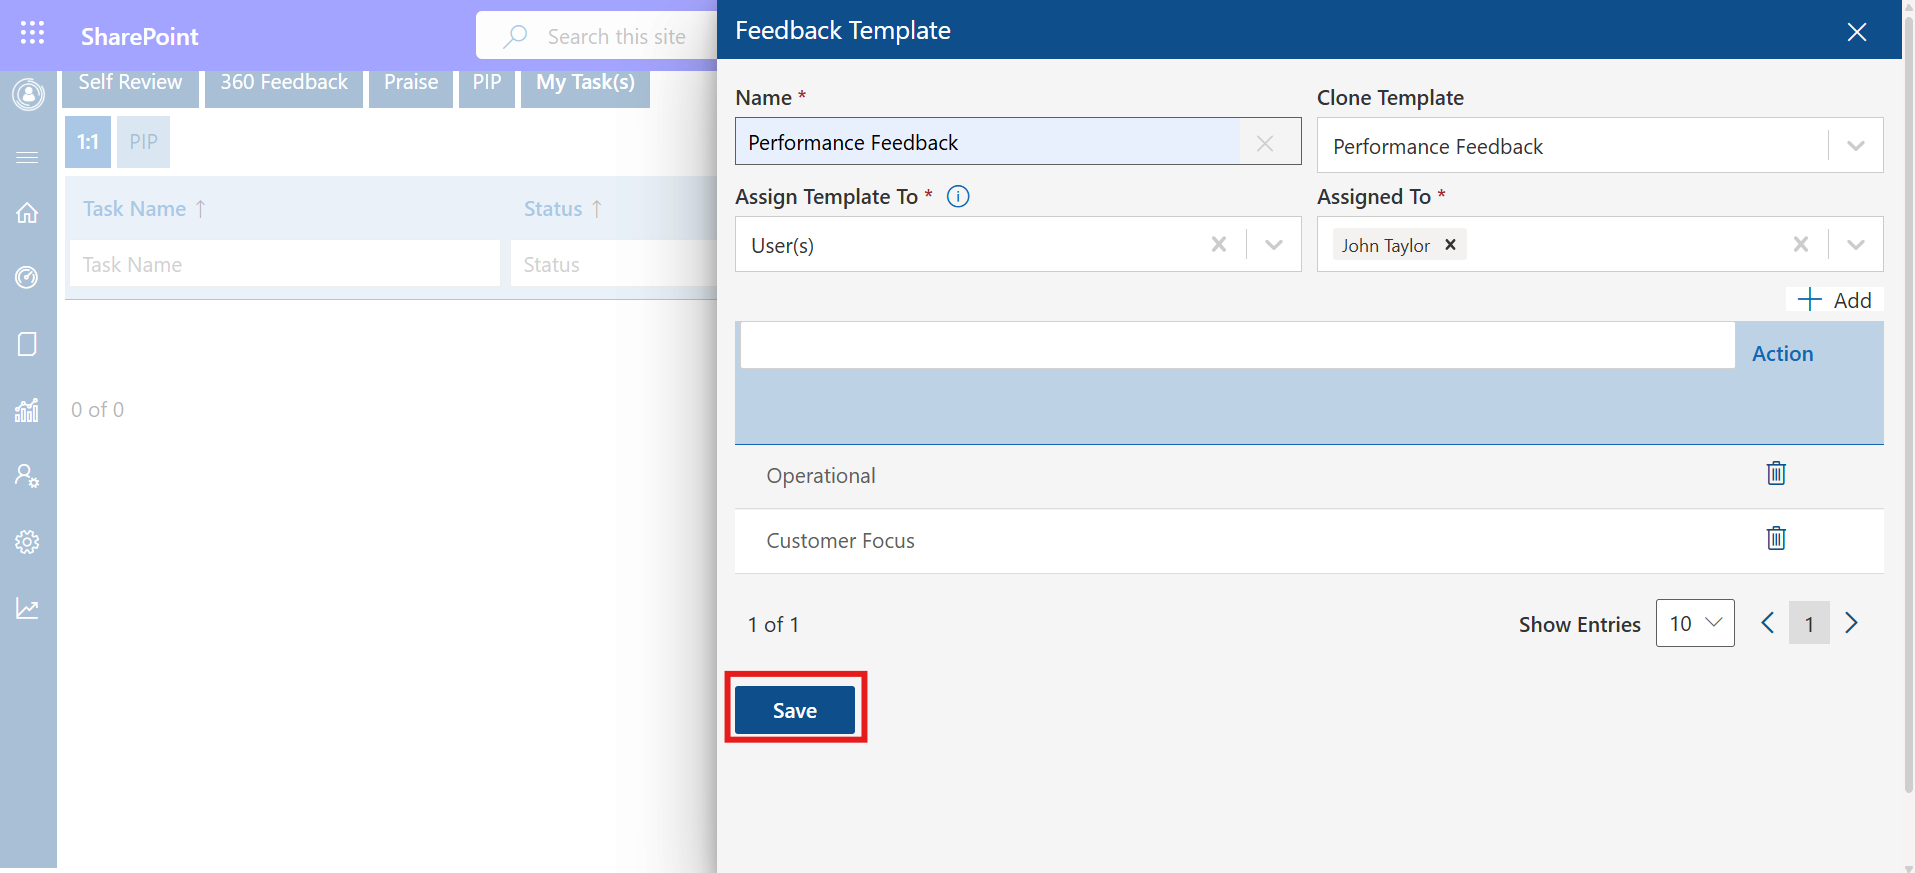 SharePoint
Search this site
Self Review
360 Feedback
Praise
PIP
My Task(s)
1:1
PIP
Task Name ↑
Status ↑
Task Name
Status
0 of 0
Feedback Template
Name *
Performance Feedback
Clone Template
Performance Feedback
Assign Template To *
User(s)
Assigned To *
John Taylor
Add
Action
Operational
Customer Focus
1 of 1
Show Entries
10
1
Save